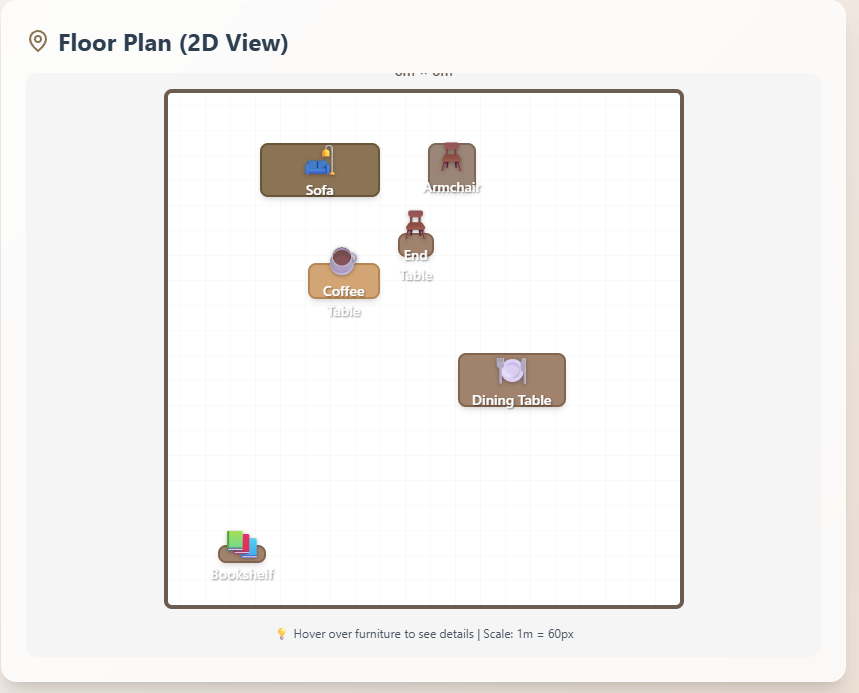 Floor Plan (2D View)
Sofa
Armchair
End
Table
Coffee
Table
Dining Table
Bookshelf
Hover over furniture to see details | Scale: 1m = 60px